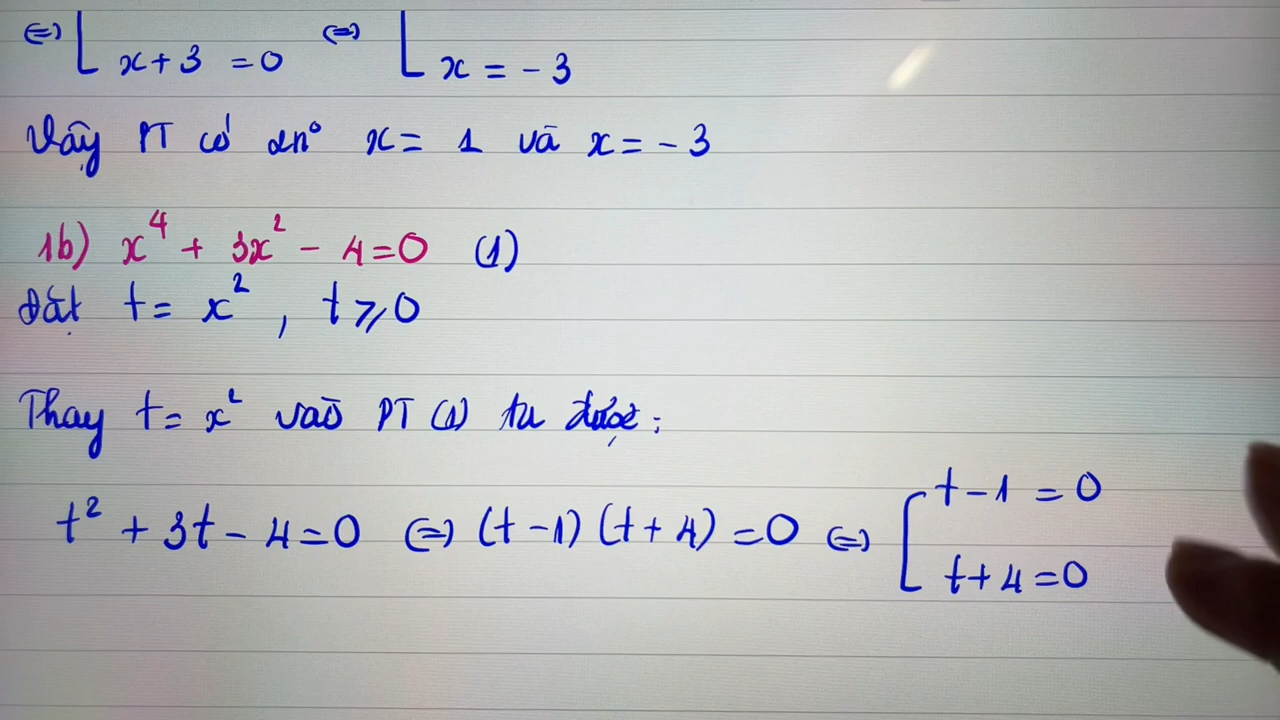 ⇔ [ x + 3 = 0 ⇔ [ x = - 3
Vậy PT có 2n° x = 1 và x = - 3
1b) x⁴ + 3x² - 4 = 0 (1)
Đặt t = x² , t ⩾ 0
Thay t = x² vào PT (1) ta được :
t² + 3t - 4 = 0 ⇔ (t - 1) (t + 4) = 0 ⇔ [ t - 1 = 0
t + 4 = 0